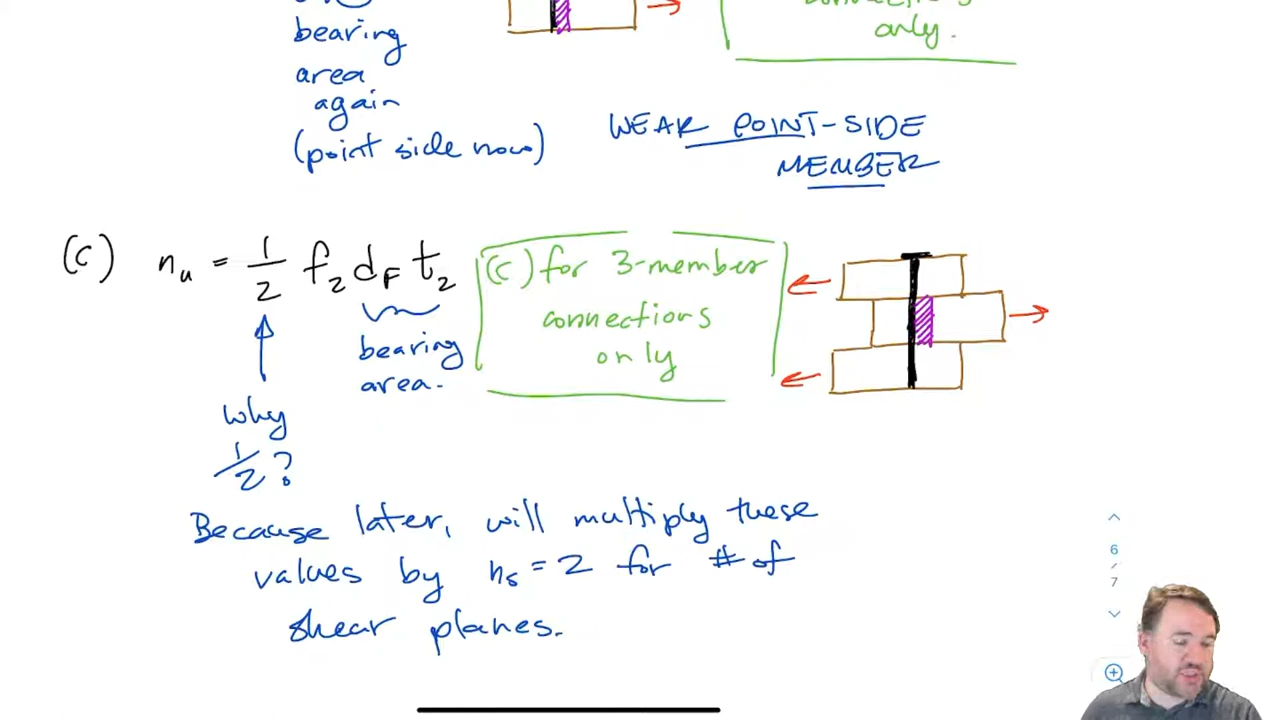 bearing
area
again
(point side now)
only.
WEAK POINT-SIDE
MEMBER
(c) nu = 1/2 f2 dF t2
bearing
area.
(c) for 3-member
connections
only
why
1/2?
Because later, will multiply these
values by ns = 2 for # of
shear planes.
6
/
7